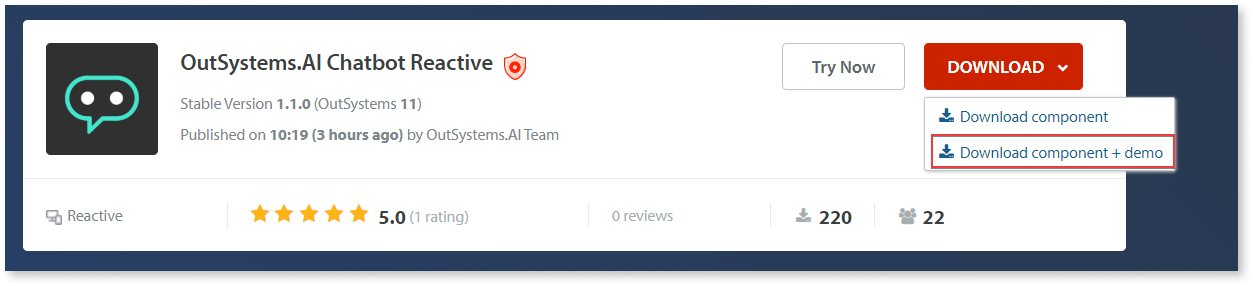 OutSystems.AI Chatbot Reactive
Try Now
DOWNLOAD
Stable Version 1.1.0 (OutSystems 11)
Download component
Published on 10:19 (3 hours ago) by OutSystems.AI Team
Download component + demo
Reactive
5.0 (1 rating)
0 reviews
220
22